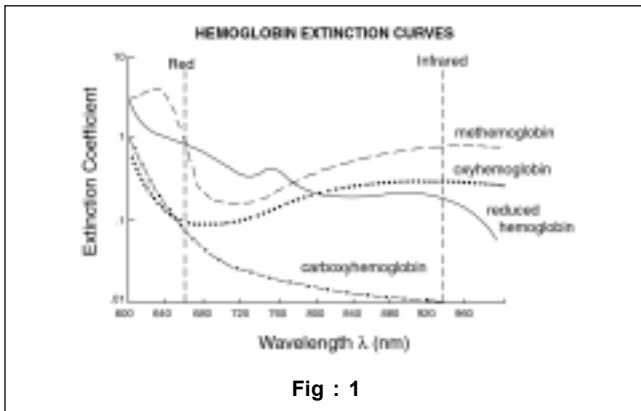 HEMOGLOBIN EXTINCTION CURVES
Red
Infrared
10
1
.1
.01
Extinction Coefficient
methemoglobin
oxyhemoglobin
reduced
hemoglobin
carboxyhemoglobin
600 640 680 720 760 800 840 880 920 960
Wavelength λ (nm)
Fig : 1